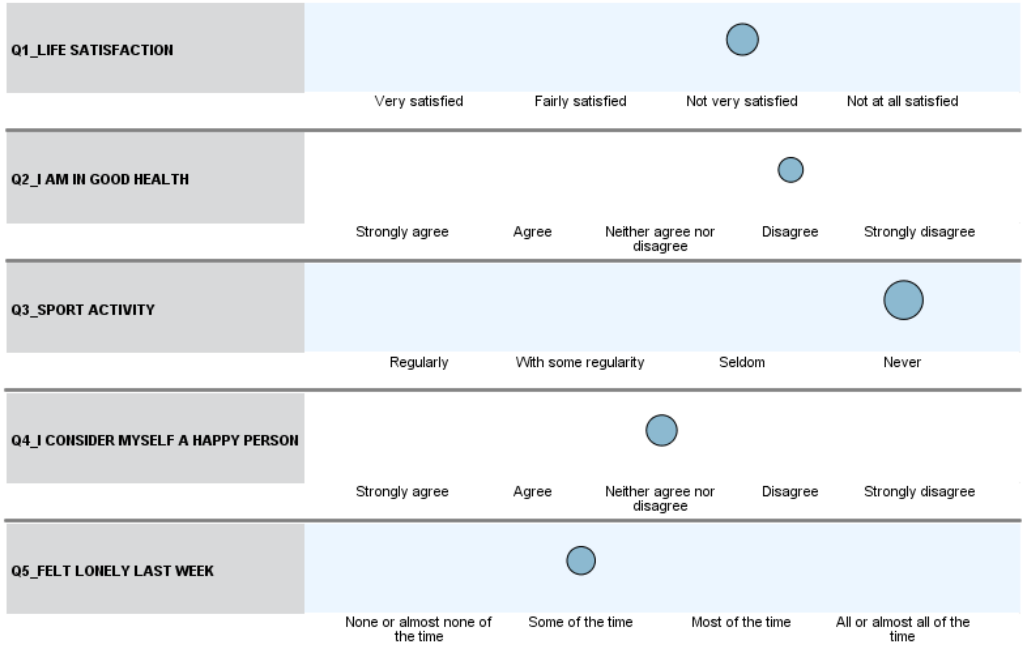 Q1_LIFE SATISFACTION
Very satisfied Fairly satisfied Not very satisfied Not at all satisfied
Q2_I AM IN GOOD HEALTH
Strongly agree Agree Neither agree nor disagree Disagree Strongly disagree
Q3_SPORT ACTIVITY
Regularly With some regularity Seldom Never
Q4_I CONSIDER MYSELF A HAPPY PERSON
Strongly agree Agree Neither agree nor disagree Disagree Strongly disagree
Q5_FELT LONELY LAST WEEK
None or almost none of the time Some of the time Most of the time All or almost all of the time